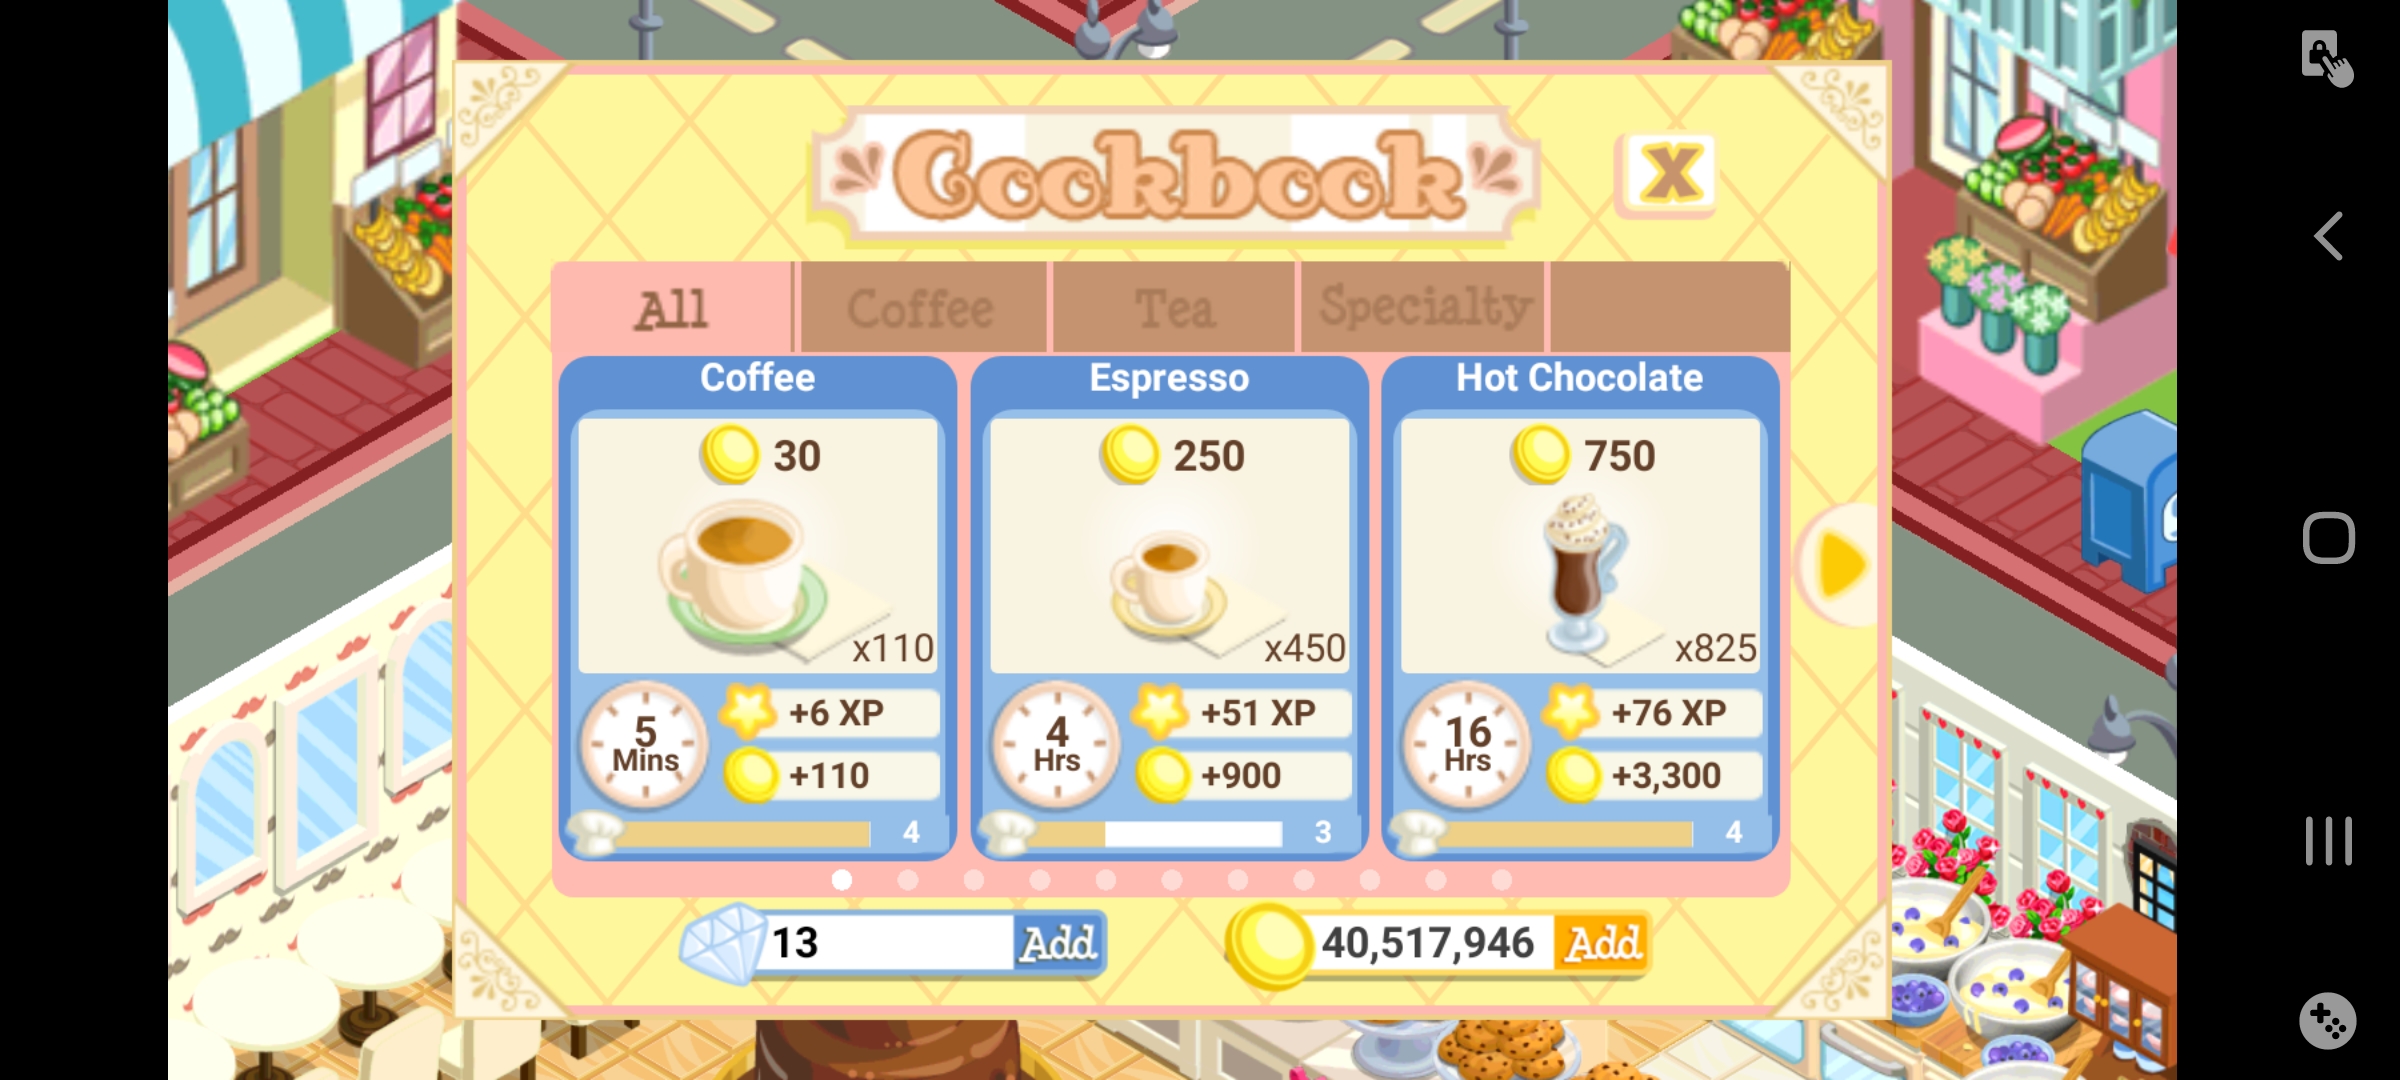 Cookbook
X
All
Coffee
Tea
Specialty
Coffee
30
x110
5
Mins
+6 XP
+110
4
Espresso
250
x450
4
Hrs
+51 XP
+900
3
Hot Chocolate
750
x825
16
Hrs
+76 XP
+3,300
4
13
Add
40,517,946
Add